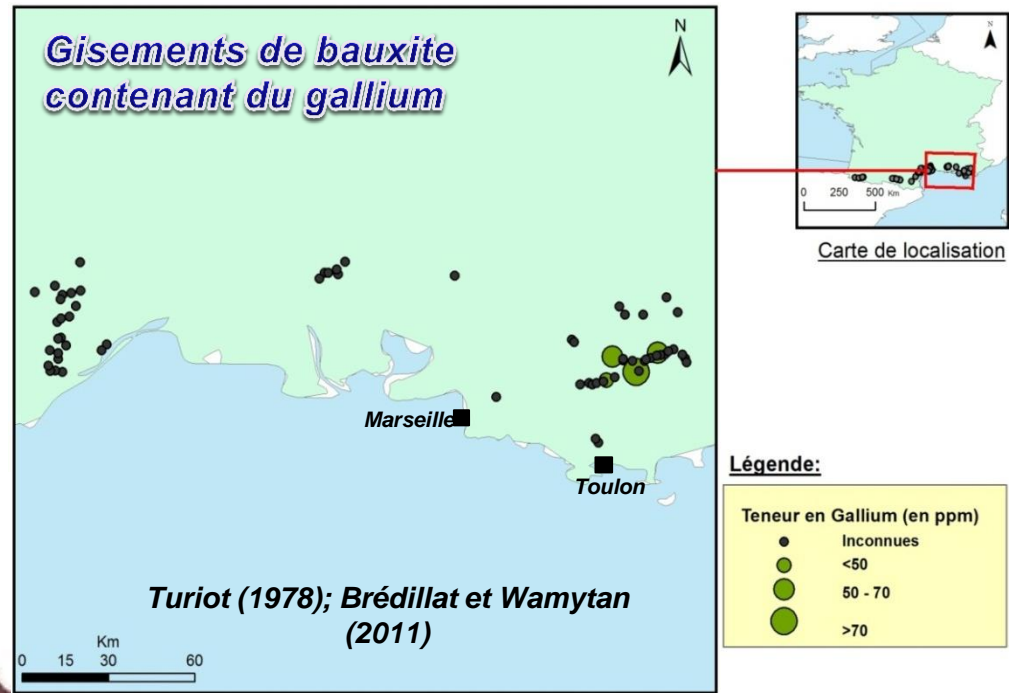 Gisements de bauxite
contenant du gallium
N
N
0 250 500 Km
Carte de localisation
Marseille
Toulon
Légende:
Teneur en Gallium (en ppm)
Inconnues
<50
50 - 70
>70
Turiot (1978); Brédillat et Wamytan
(2011)
Km
0 15 30 60